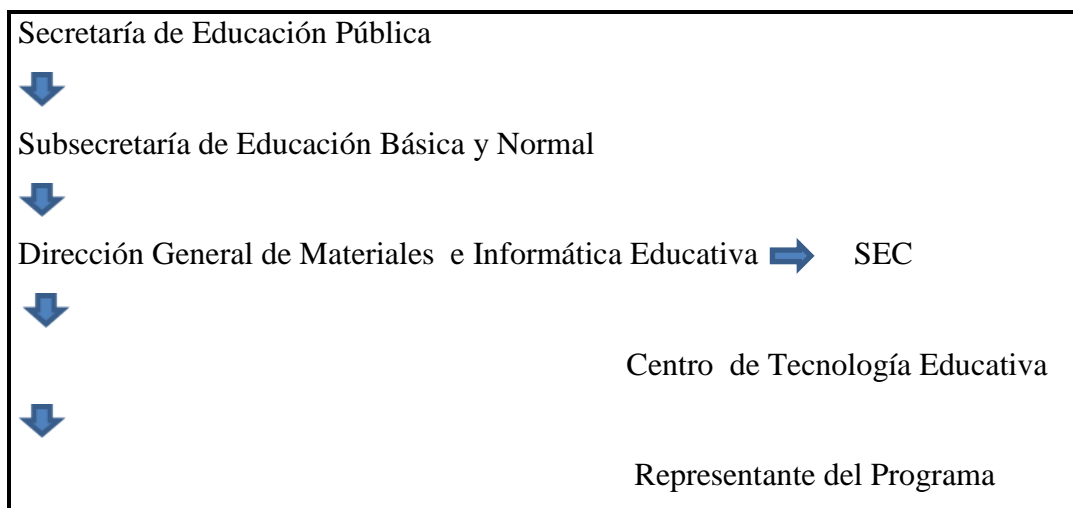 Secretaría de Educación Pública
Subsecretaría de Educación Básica y Normal
Dirección General de Materiales e Informática Educativa SEC
Centro de Tecnología Educativa
Representante del Programa